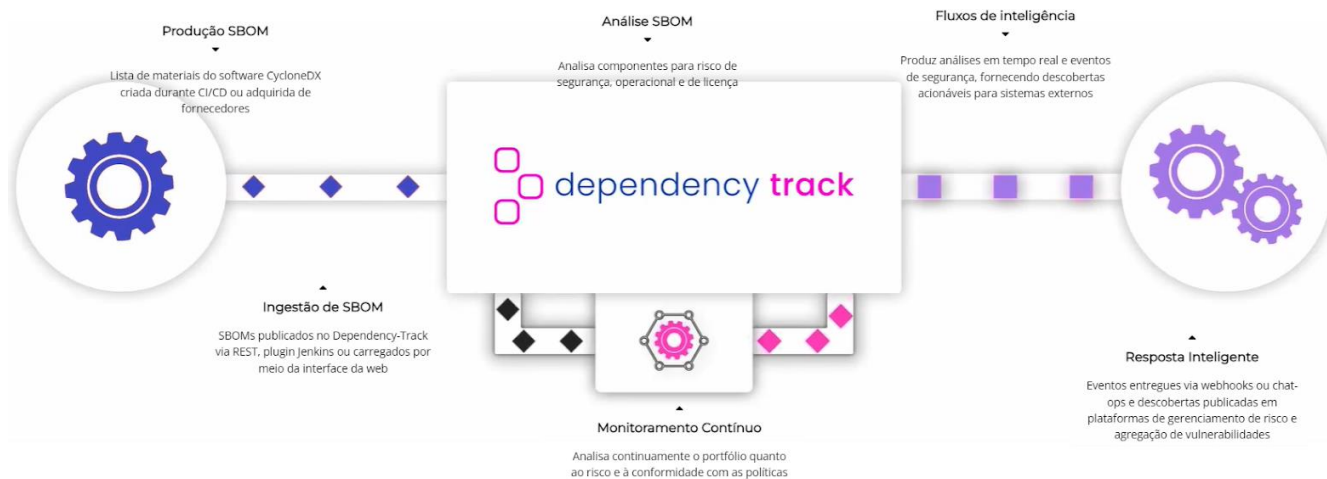 Produção SBOM
Lista de materiais do software CycloneDX
criada durante CI/CD ou adquirida de
fornecedores
Análise SBOM
Analisa componentes para risco de
segurança, operacional e de licença
Fluxos de inteligência
Produz análises em tempo real e eventos
de segurança, fornecendo descobertas
acionáveis para sistemas externos
dependency track
Ingestão de SBOM
SBOMs publicados no Dependency-Track
via REST, plugin Jenkins ou carregados por
meio da interface da web
Monitoramento Contínuo
Analisa continuamente o portfólio quanto
ao risco e à conformidade com as políticas
Resposta Inteligente
Eventos entregues via webhooks ou chat-
ops e descobertas publicadas em
plataformas de gerenciamento de risco e
agregação de vulnerabilidades